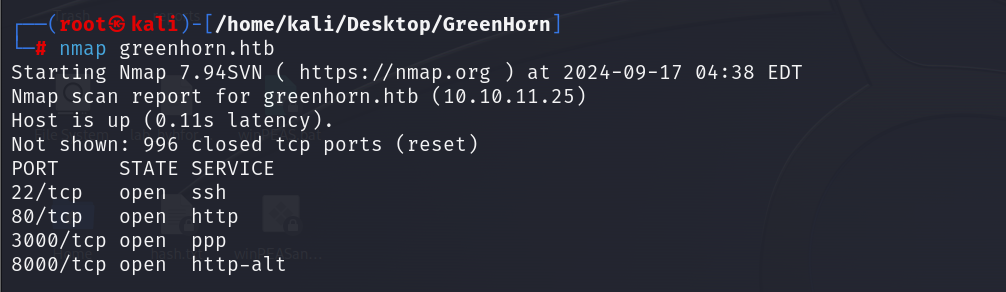 ┌──(root㉿kali)-[/home/kali/Desktop/GreenHorn]
└─# nmap greenhorn.htb
Starting Nmap 7.94SVN ( https://nmap.org ) at 2024-09-17 04:38 EDT
Nmap scan report for greenhorn.htb (10.10.11.25)
Host is up (0.11s latency).
Not shown: 996 closed tcp ports (reset)
PORT     STATE SERVICE
22/tcp   open  ssh
80/tcp   open  http
3000/tcp open  ppp
8000/tcp open  http-alt